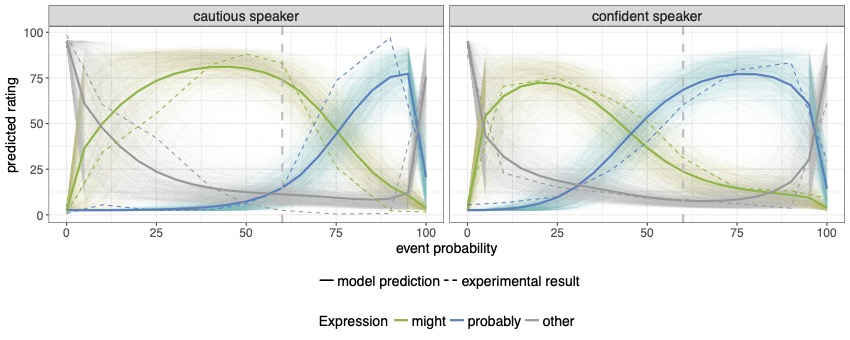 cautious speaker
confident speaker
predicted rating
100
75
50
25
0
0 25 50 75 100
0 25 50 75 100
event probability
model prediction experimental result
Expression might probably other